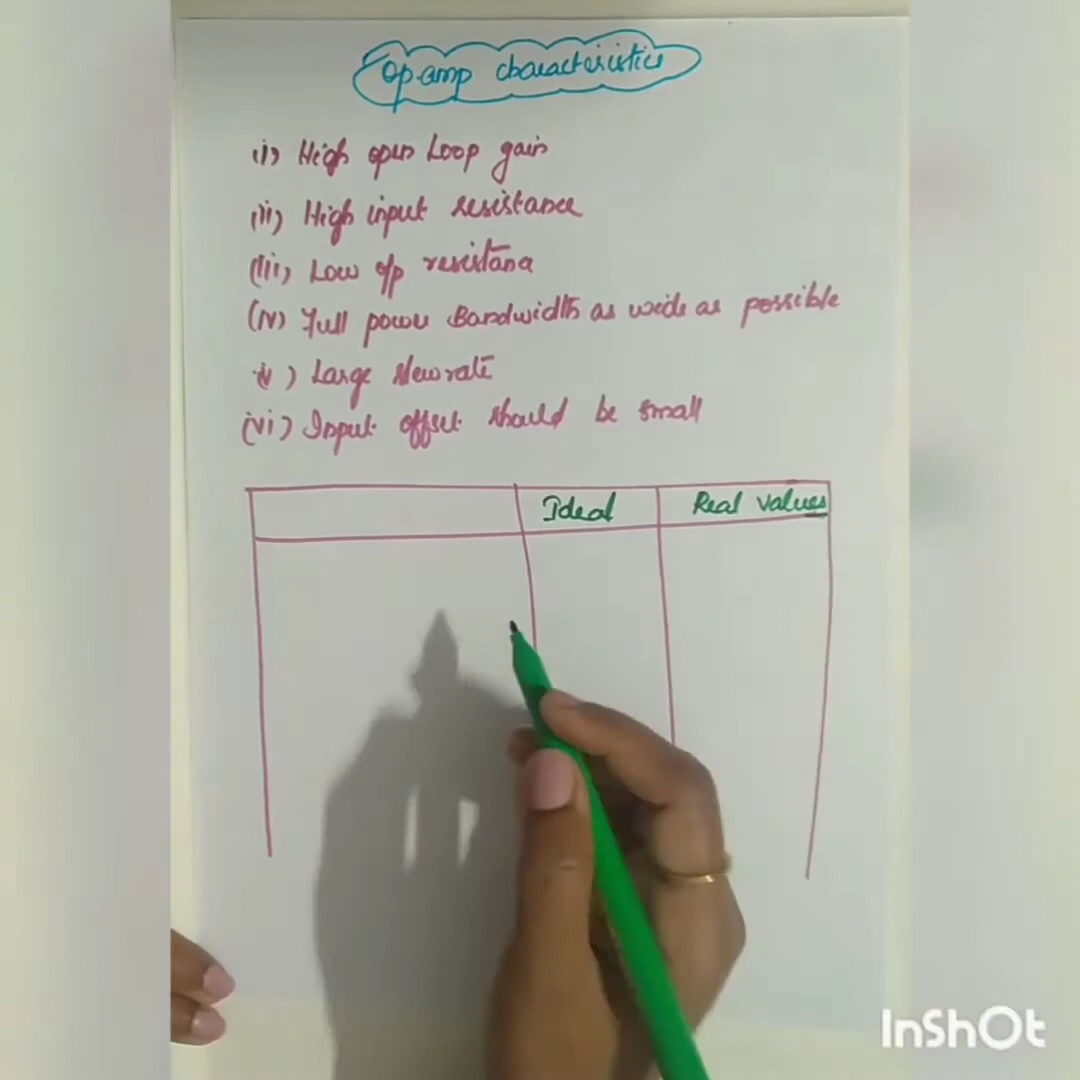 Op-amp characteristics
(i) High open Loop gain
(ii) High input resistance
(iii) Low o/p resistance
(iv) Full power Bandwidth as wide as possible
(v) Large slew rate
(vi) Input offset should be small
Ideal Real values
InShOt